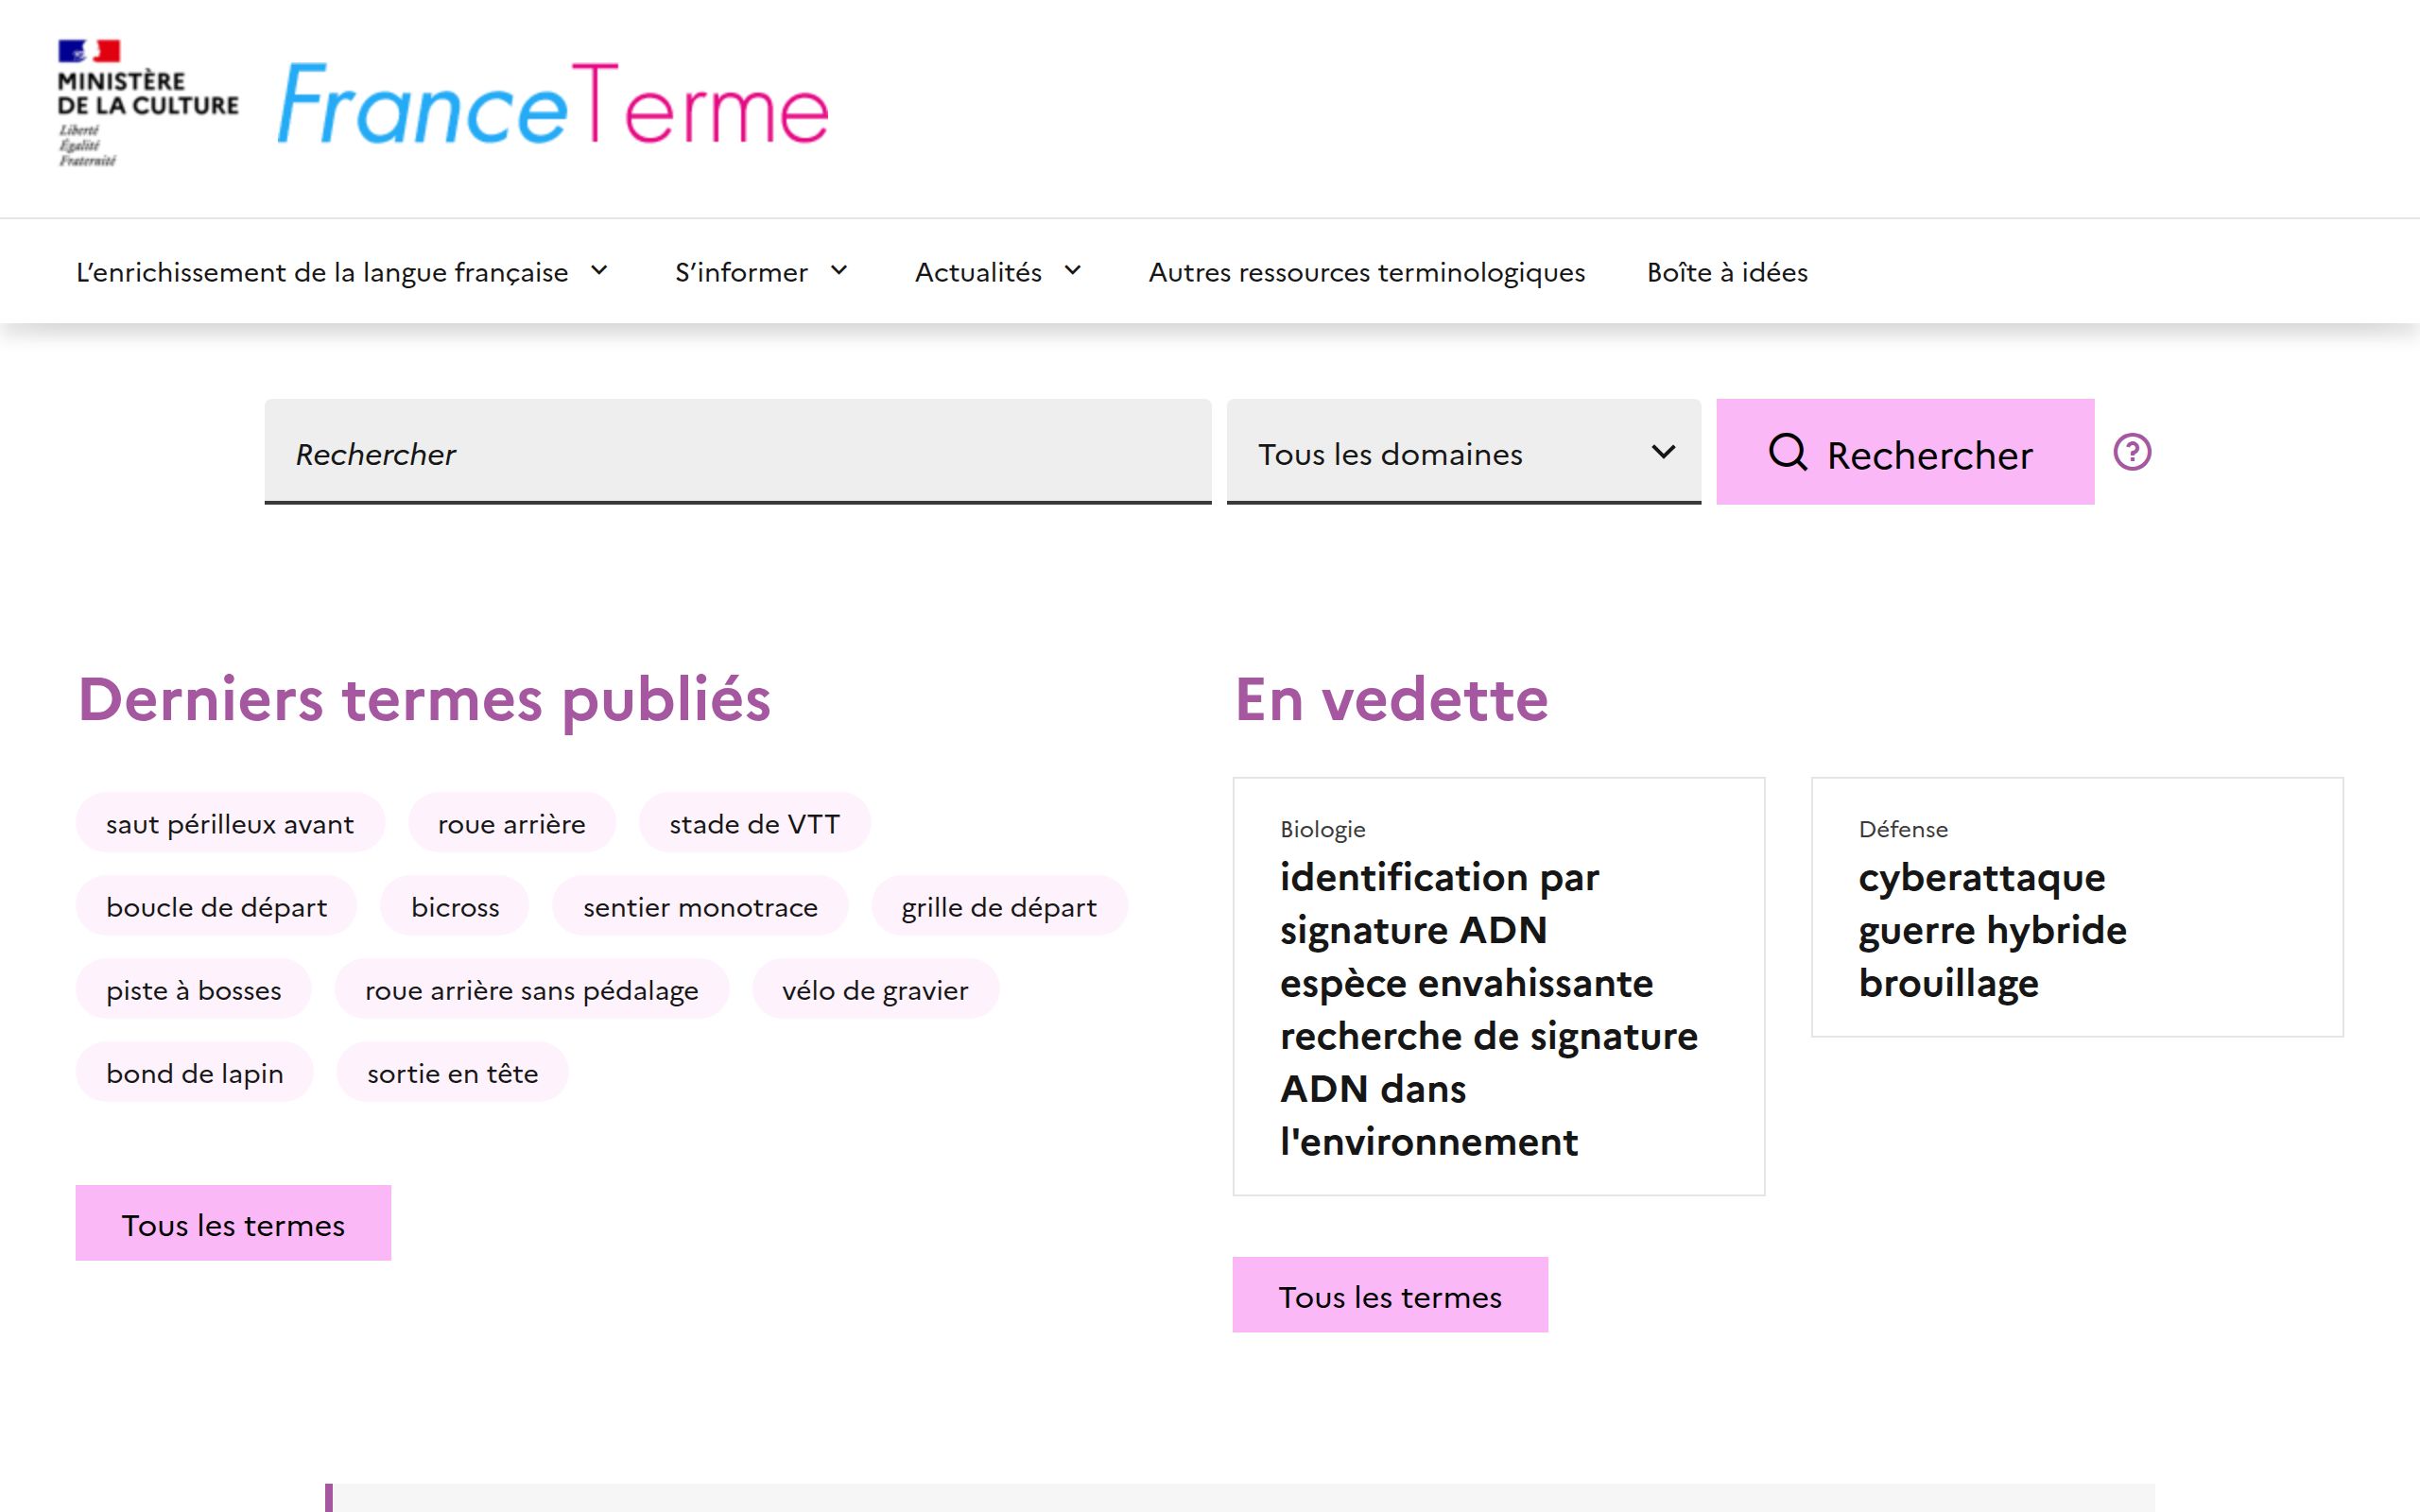 MINISTÈRE
DE LA CULTURE
Liberté
Égalité
Fraternité
FranceTerme
L’enrichissement de la langue française S’informer Actualités Autres ressources terminologiques Boîte à idées
Rechercher Tous les domaines Rechercher ?
Derniers termes publiés
saut périlleux avant roue arrière stade de VTT
boucle de départ bicross sentier monotrace grille de départ
piste à bosses roue arrière sans pédalage vélo de gravier
bond de lapin sortie en tête
Tous les termes
En vedette
Biologie
identification par
signature ADN
espèce envahissante
recherche de signature
ADN dans
l'environnement
Défense
cyberattaque
guerre hybride
brouillage
Tous les termes